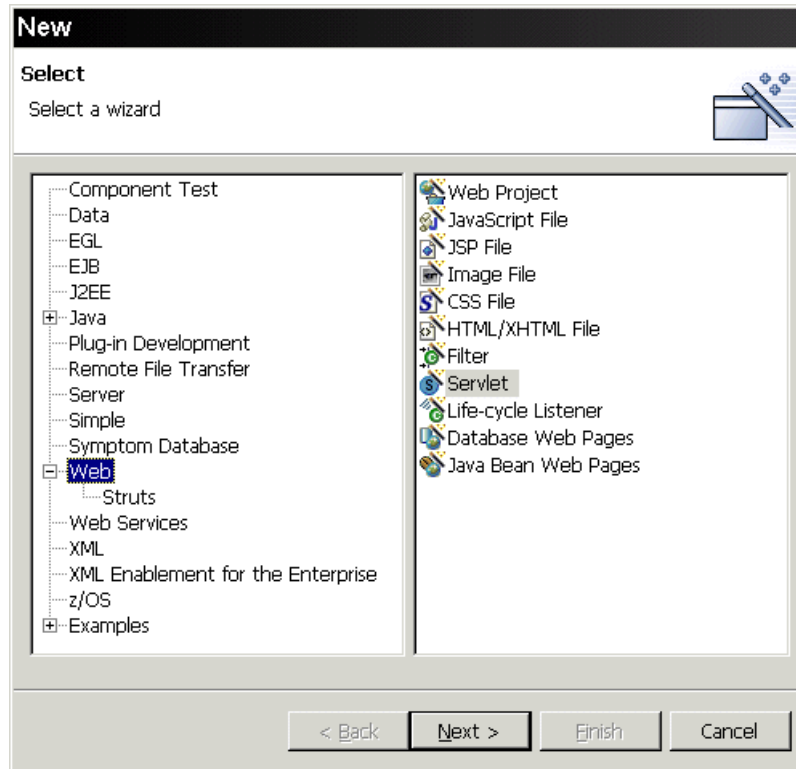 New
Select
Select a wizard
Component Test
Data
EGL
EJB
J2EE
Java
Plug-in Development
Remote File Transfer
Server
Simple
Symptom Database
Web
Struts
Web Services
XML
XML Enablement for the Enterprise
z/OS
Examples
Web Project
JavaScript File
JSP File
Image File
CSS File
HTML/XHTML File
Filter
Servlet
Life-cycle Listener
Database Web Pages
Java Bean Web Pages
< Back Next > Finish Cancel